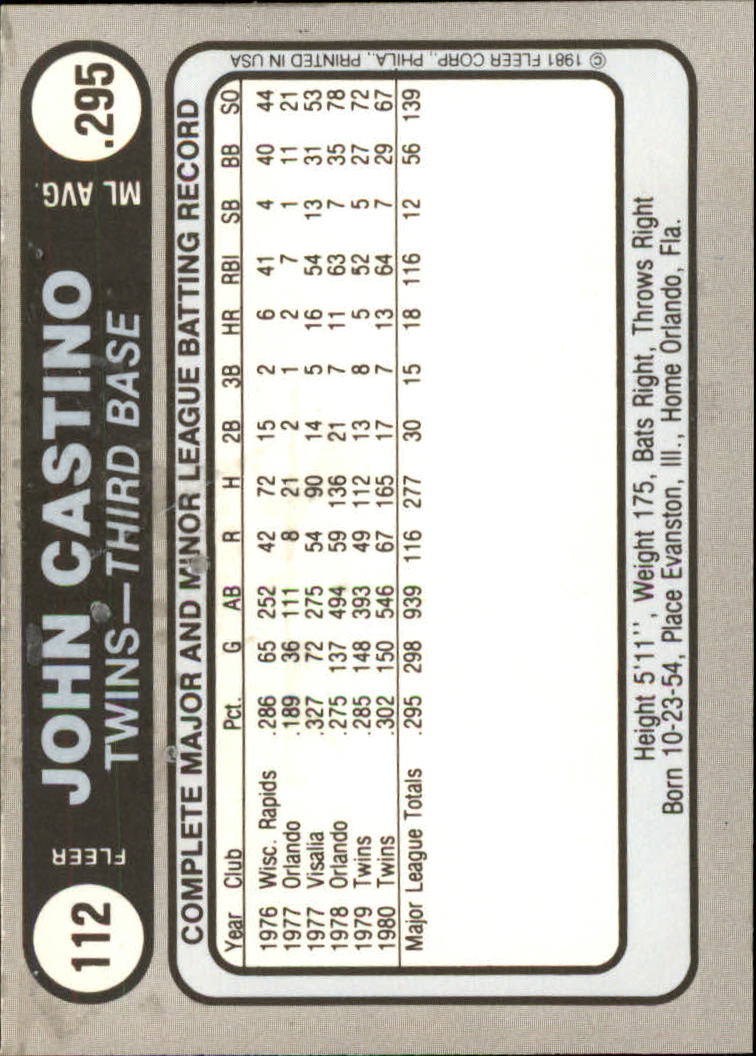 112 FLEER JOHN CASTINO ML AVG. .295
TWINS—THIRD BASE
COMPLETE MAJOR AND MINOR LEAGUE BATTING RECORD
Year Club Pct. G AB R H 2B 3B HR RBI SB BB SO
1976 Wisc. Rapids .286 65 252 42 72 15 2 6 41 4 40 44
1977 Orlando .189 36 111 8 21 2 1 2 7 1 11 21
1977 Visalia .327 72 275 54 90 14 5 16 54 13 31 53
1978 Orlando .275 137 494 59 136 21 7 11 63 7 35 78
1979 Twins .285 148 393 49 112 13 8 5 52 5 27 72
1980 Twins .302 150 546 67 165 17 7 13 64 7 29 67
Major League Totals .295 298 939 116 277 30 15 18 116 12 56 139
Height 5'11'', Weight 175, Bats Right, Throws Right
Born 10-23-54, Place Evanston, Ill., Home Orlando, Fla.
© 1981 FLEER CORP., PHILA., PRINTED IN USA